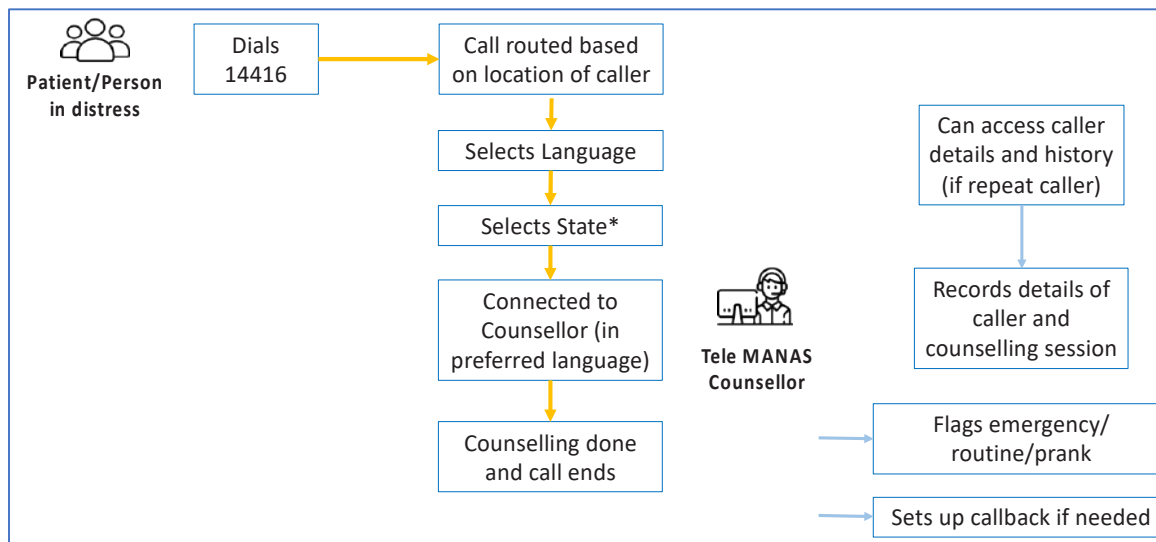 Patient/Person
in distress
Dials
14416
Call routed based
on location of caller
Selects Language
Selects State*
Connected to
Counsellor (in
preferred language)
Counselling done
and call ends
Tele MANAS
Counsellor
Can access caller
details and history
(if repeat caller)
Records details of
caller and
counselling session
Flags emergency/
routine/prank
Sets up callback if needed